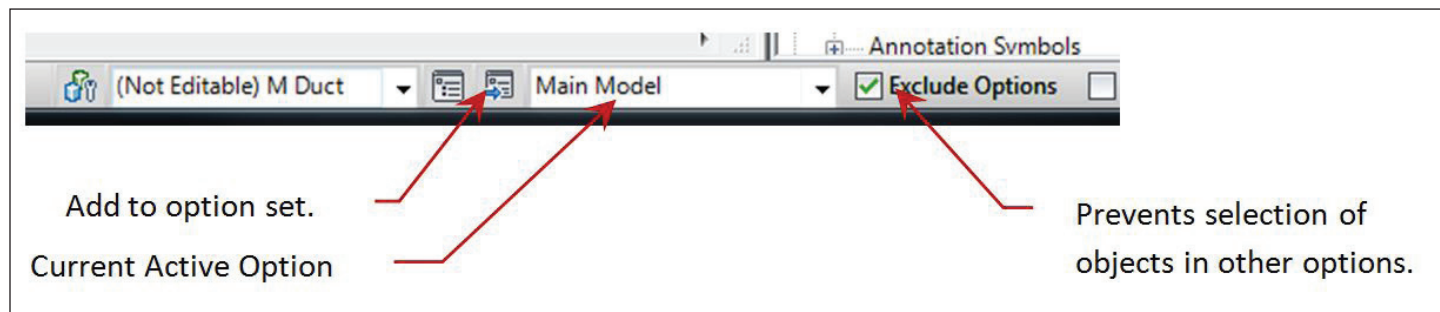 Annotation Symbols
(Not Editable) M Duct
Main Model
Exclude Options
Add to option set.
Current Active Option
Prevents selection of
objects in other options.